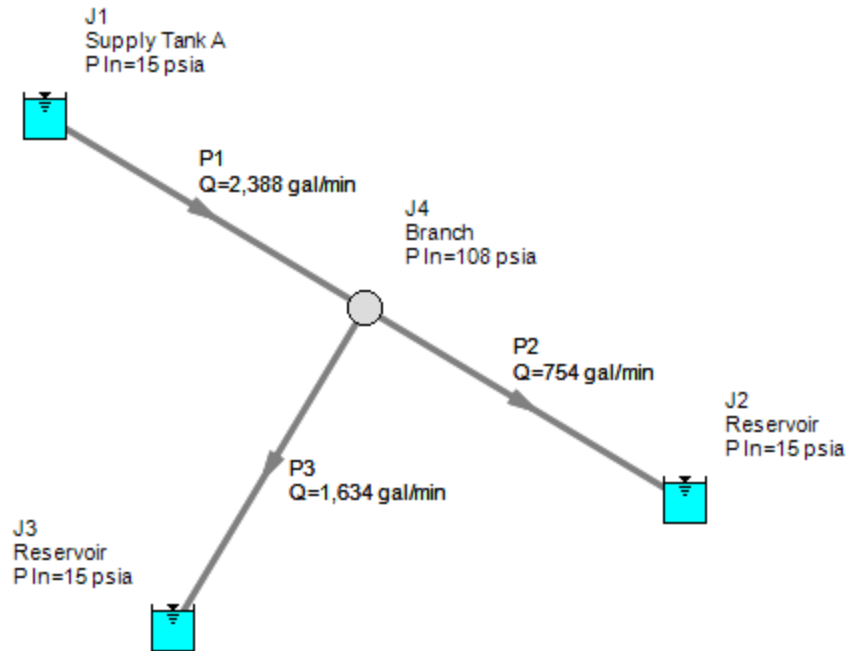 J1
Supply Tank A
P In=15 psia
P1
Q=2,388 gal/min
J4
Branch
P In=108 psia
P2
Q=754 gal/min
J2
Reservoir
P In=15 psia
P3
Q=1,634 gal/min
J3
Reservoir
P In=15 psia